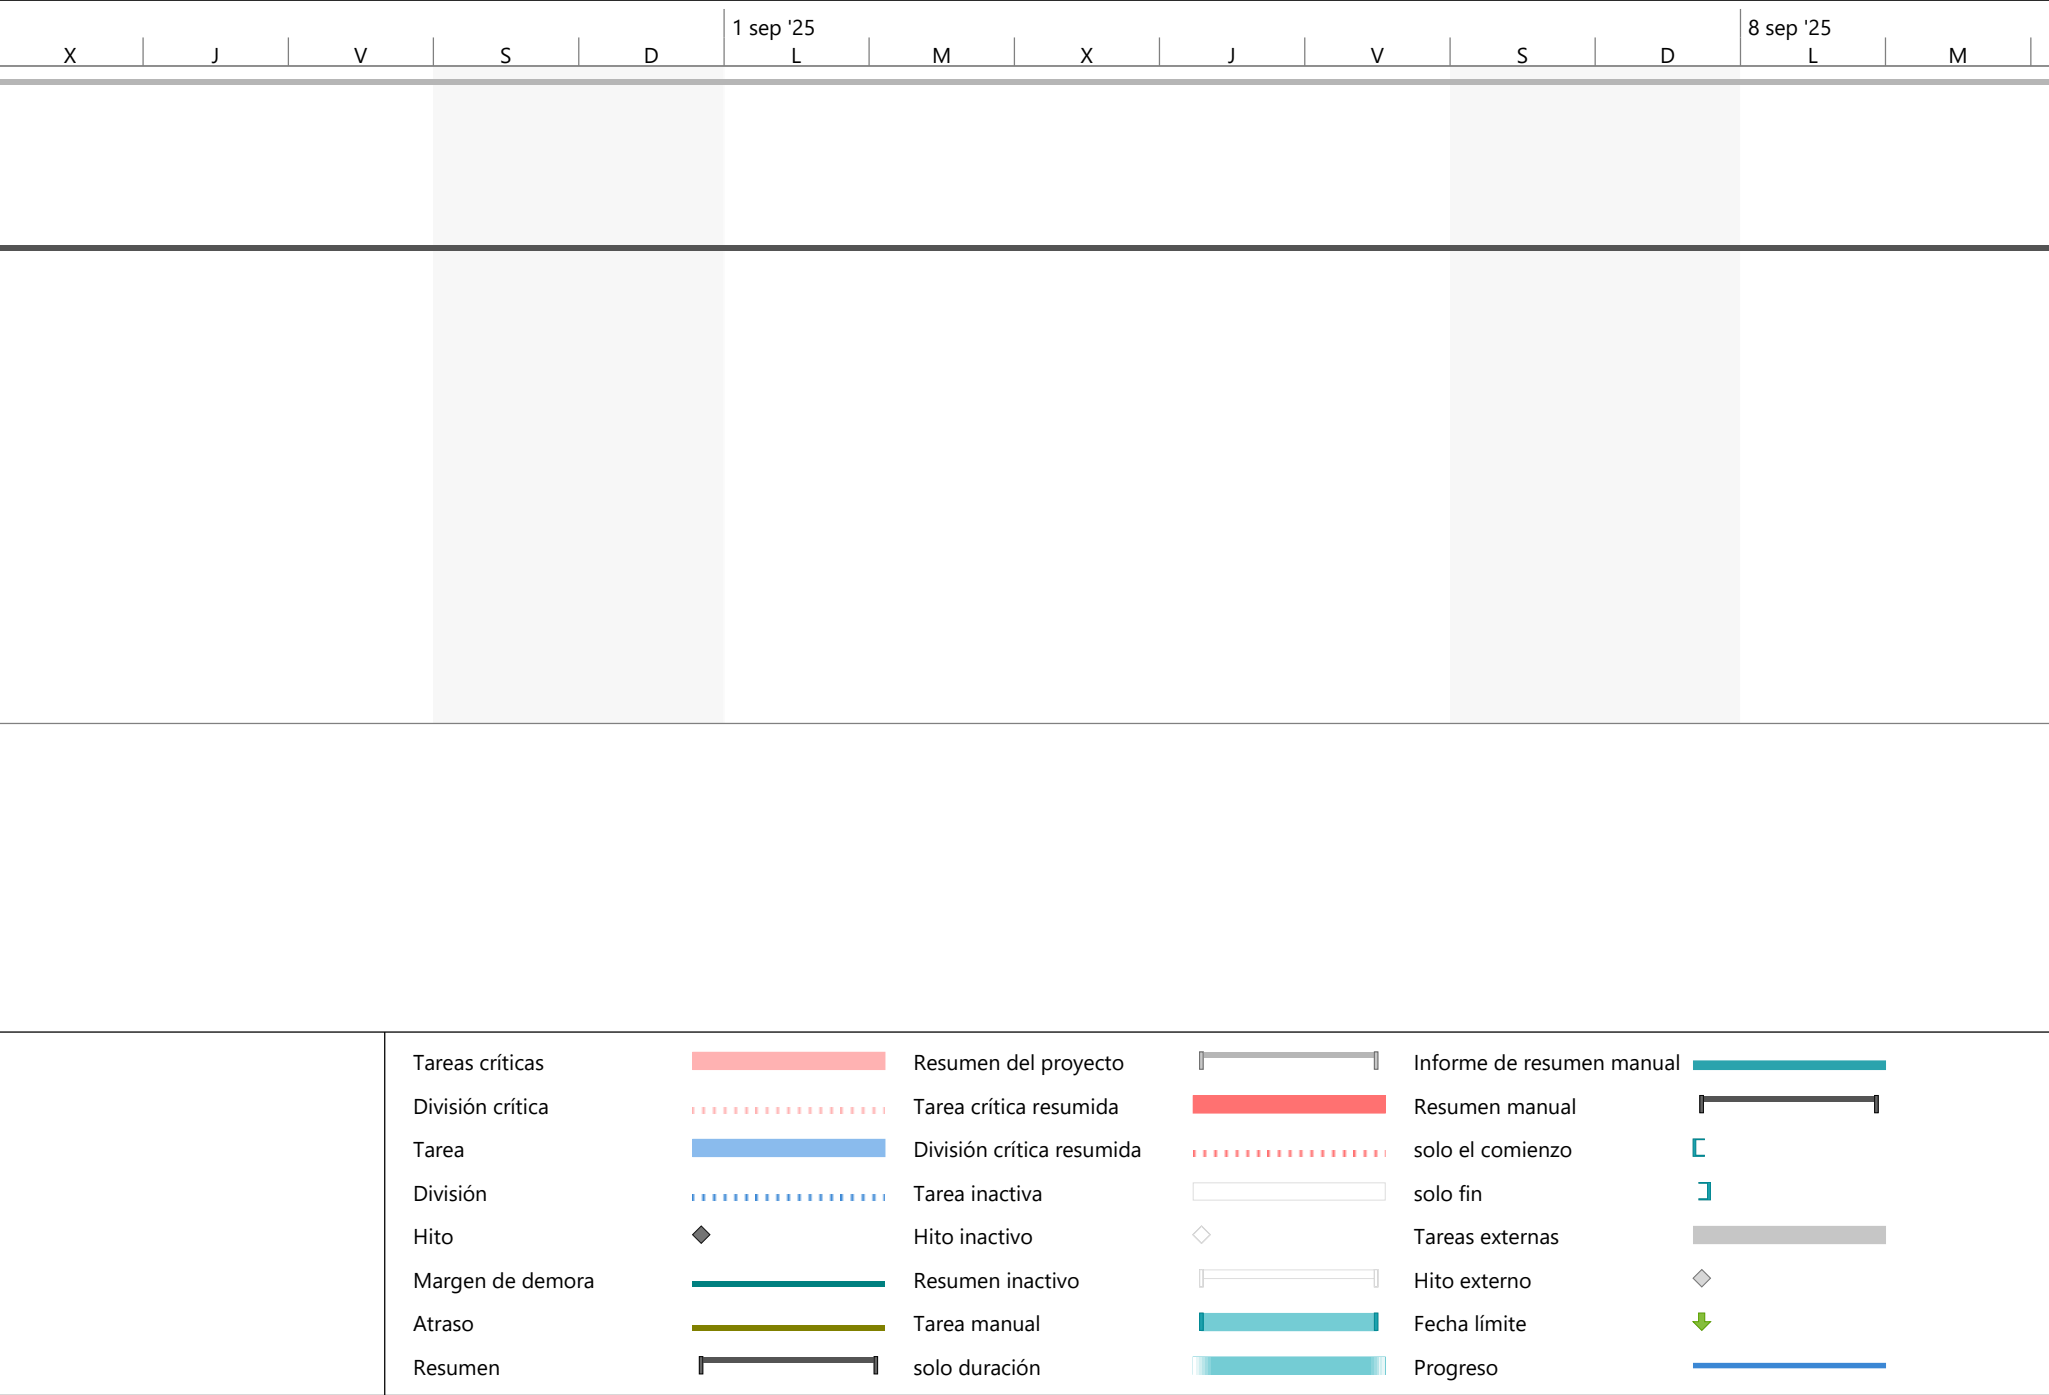 1 sep '25 8 sep '25
X J V S D L M X J V S D L M
Tareas críticas Resumen del proyecto Informe de resumen manual
División crítica Tarea crítica resumida Resumen manual
Tarea División crítica resumida solo el comienzo
División Tarea inactiva solo fin
Hito Hito inactivo Tareas externas
Margen de demora Resumen inactivo Hito externo
Atraso Tarea manual Fecha límite
Resumen solo duración Progreso